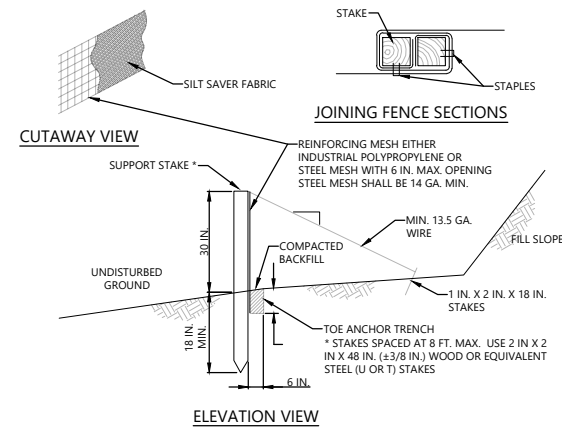 STAKE
SILT SAVER FABRIC
STAPLES
JOINING FENCE SECTIONS
CUTAWAY VIEW
REINFORCING MESH EITHER
INDUSTRIAL POLYPROPYLENE OR
STEEL MESH WITH 6 IN. MAX. OPENING
STEEL MESH SHALL BE 14 GA. MIN.
SUPPORT STAKE *
MIN. 13.5 GA.
WIRE
30 IN.
COMPACTED
BACKFILL
FILL SLOPE
UNDISTURBED
GROUND
1 IN. X 2 IN. X 18 IN.
STAKES
18 IN.
MIN.
TOE ANCHOR TRENCH
* STAKES SPACED AT 8 FT. MAX. USE 2 IN X 2
IN X 48 IN. (±3/8 IN.) WOOD OR EQUIVALENT
STEEL (U OR T) STAKES
6 IN.
ELEVATION VIEW